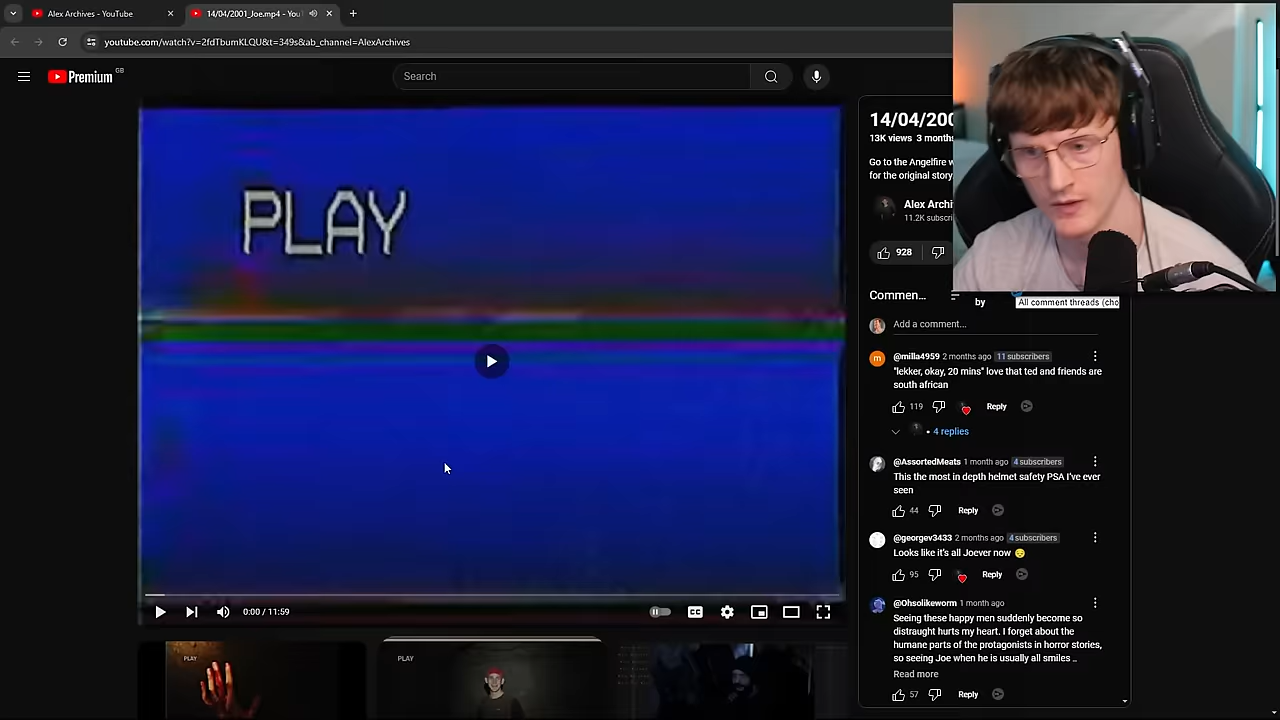 Alex Archives - YouTube
14/04/2001_Joe.mp4 - You
youtube.com/watch?v=2fdTbumKLQU&t=349s&ab_channel=AlexArchives
Premium GB
Search
PLAY
14/04/200
13K views 3 month
Go to the Angelfire w
for the original story
Alex Archi
11.2K subscri
928
Commen...
by
All comment threads (cho
Add a comment...
@milla4959 2 months ago 11 subscribers
"lekker, okay, 20 mins" love that ted and friends are
south african
119 Reply
• 4 replies
@AssortedMeats 1 month ago 4 subscribers
This the most in depth helmet safety PSA I've ever
seen
44 Reply
@georgev3433 2 months ago 4 subscribers
Looks like it's all Joever now 😔
95 Reply
@Ohsolikeworm 1 month ago
Seeing these happy men suddenly become so
distraught hurts my heart. I forget about the
humane parts of the protagonists in horror stories,
so seeing Joe when he is usually all smiles ..
Read more
57 Reply
0:00 / 11:59
CC
PLAY
PLAY